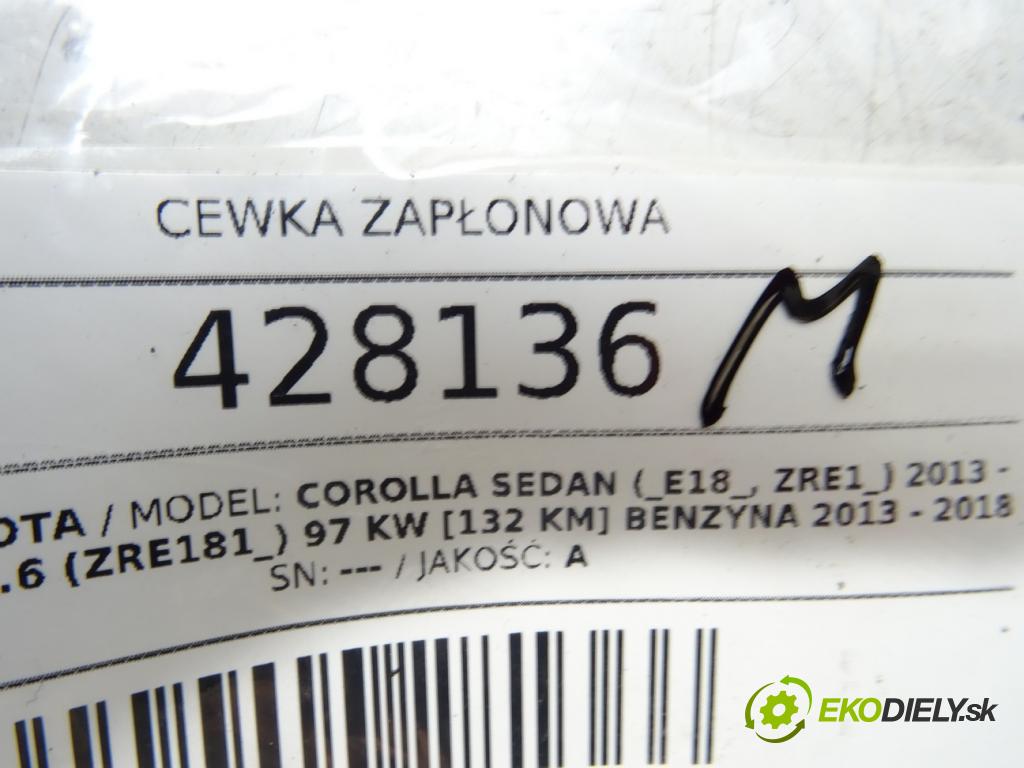 CEWKA ZAPŁONOWA
428136 M
OTA / MODEL: COROLLA SEDAN (_E18_, ZRE1_) 2013 -
.6 (ZRE181_) 97 KW [132 KM] BENZYNA 2013 - 2018
SN: --- / JAKOŚĆ: A
EKODIELY.sk